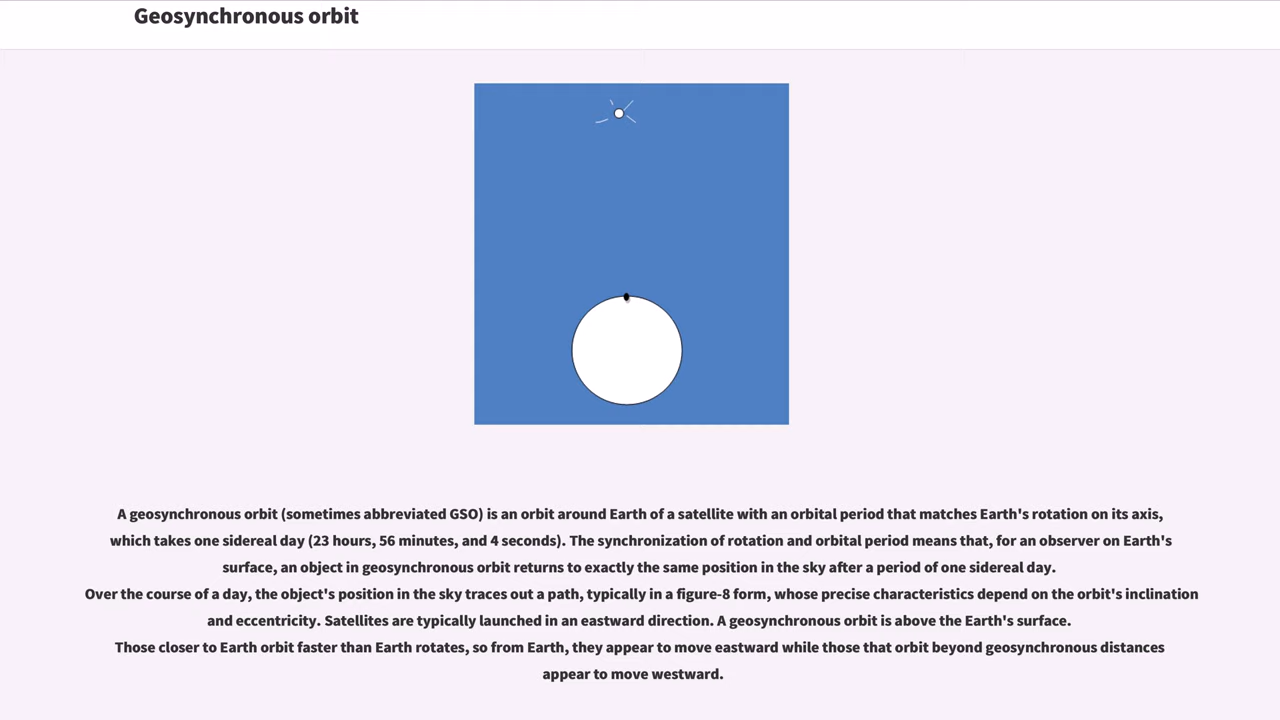 Geosynchronous orbit
A geosynchronous orbit (sometimes abbreviated GSO) is an orbit around Earth of a satellite with an orbital period that matches Earth's rotation on its axis,
which takes one sidereal day (23 hours, 56 minutes, and 4 seconds). The synchronization of rotation and orbital period means that, for an observer on Earth's
surface, an object in geosynchronous orbit returns to exactly the same position in the sky after a period of one sidereal day.
Over the course of a day, the object's position in the sky traces out a path, typically in a figure-8 form, whose precise characteristics depend on the orbit's inclination
and eccentricity. Satellites are typically launched in an eastward direction. A geosynchronous orbit is above the Earth's surface.
Those closer to Earth orbit faster than Earth rotates, so from Earth, they appear to move eastward while those that orbit beyond geosynchronous distances
appear to move westward.